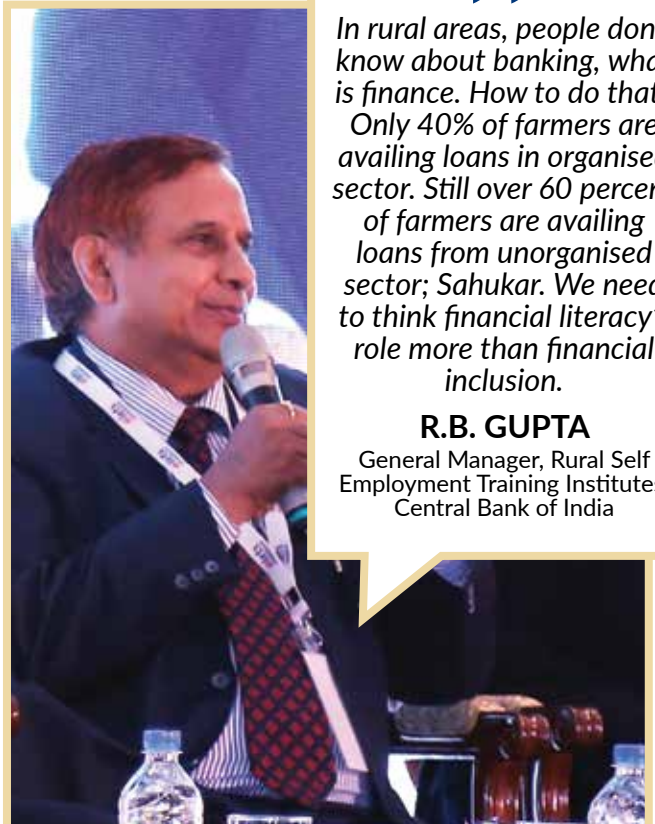 In rural areas, people don
know about banking, wha
is finance. How to do that
Only 40% of farmers are
availing loans in organise
sector. Still over 60 percen
of farmers are availing
loans from unorganised
sector; Sahukar. We need
to think financial literacy'
role more than financial
inclusion.
R.B. GUPTA
General Manager, Rural Self
Employment Training Institutes
Central Bank of India